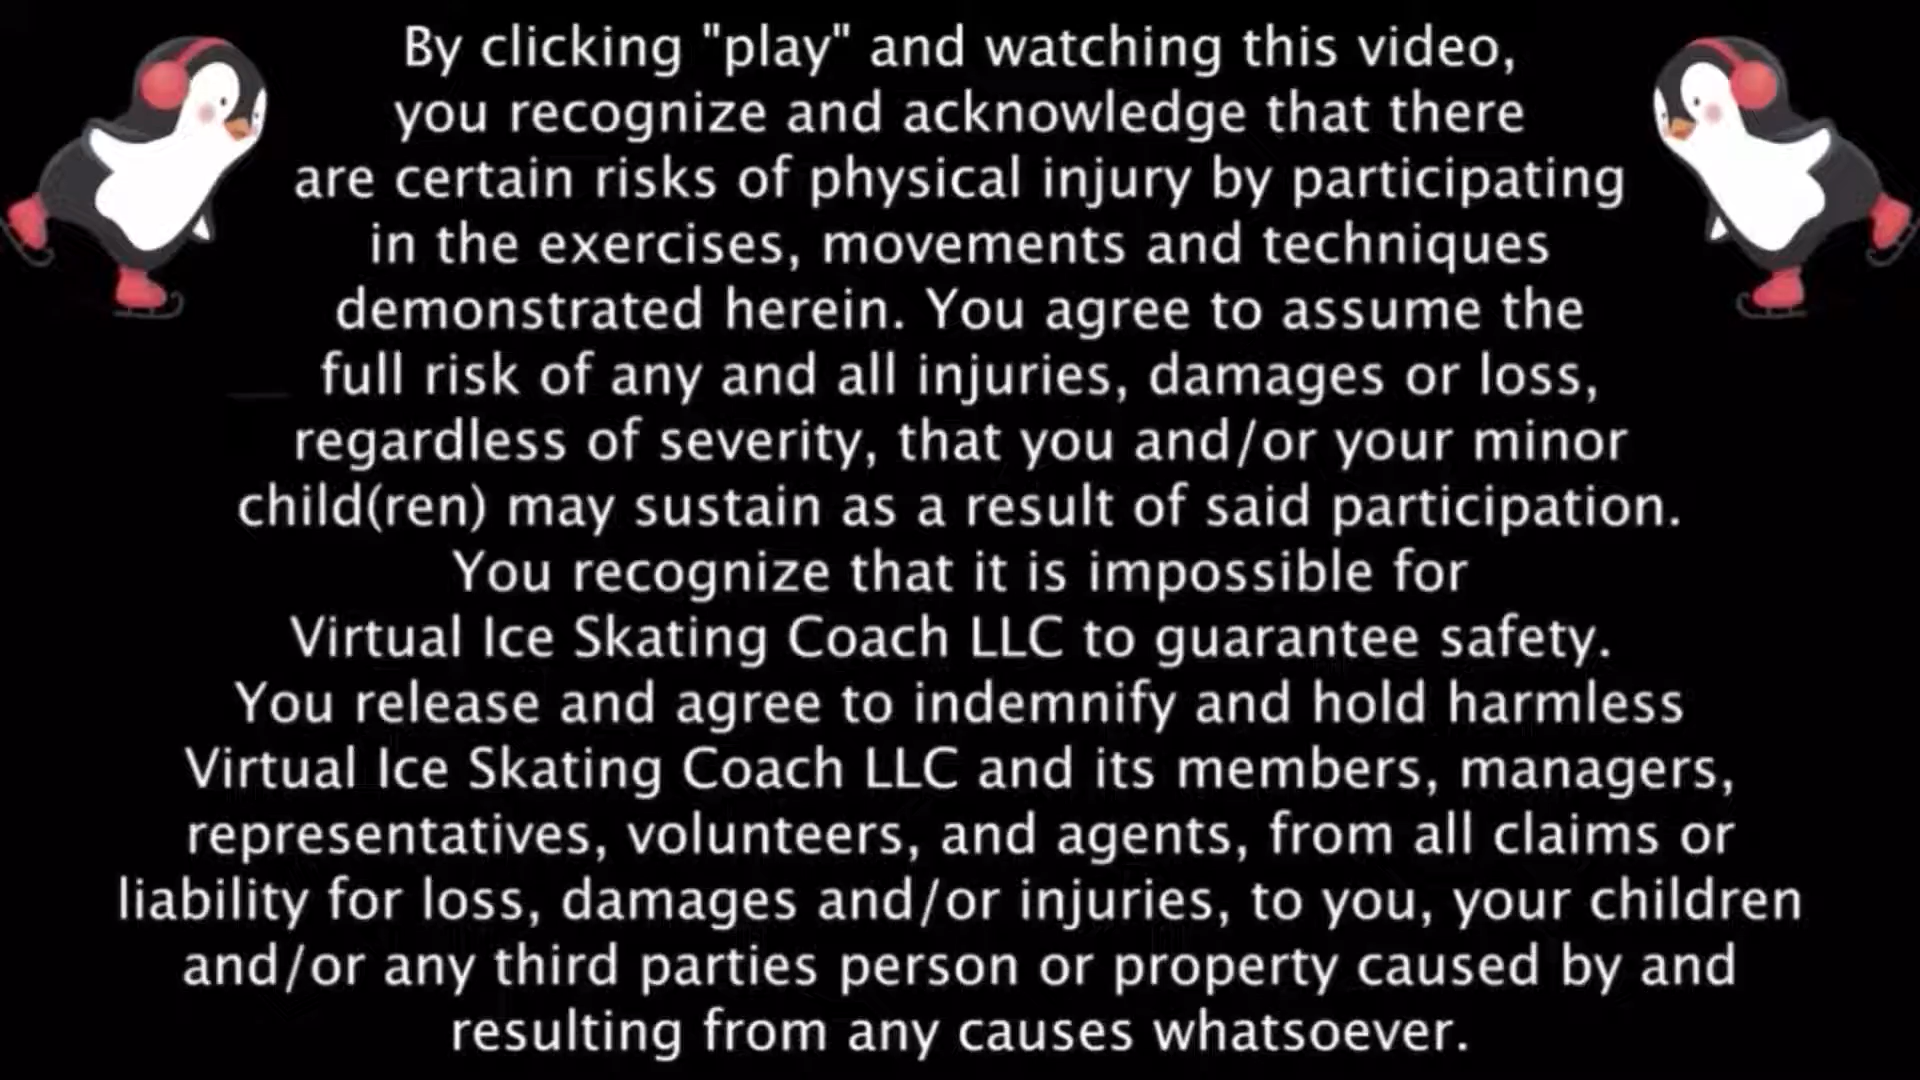 By clicking "play" and watching this video,
you recognize and acknowledge that there
are certain risks of physical injury by participating
in the exercises, movements and techniques
demonstrated herein. You agree to assume the
full risk of any and all injuries, damages or loss,
regardless of severity, that you and/or your minor
child(ren) may sustain as a result of said participation.
You recognize that it is impossible for
Virtual Ice Skating Coach LLC to guarantee safety.
You release and agree to indemnify and hold harmless
Virtual Ice Skating Coach LLC and its members, managers,
representatives, volunteers, and agents, from all claims or
liability for loss, damages and/or injuries, to you, your children
and/or any third parties person or property caused by and
resulting from any causes whatsoever.